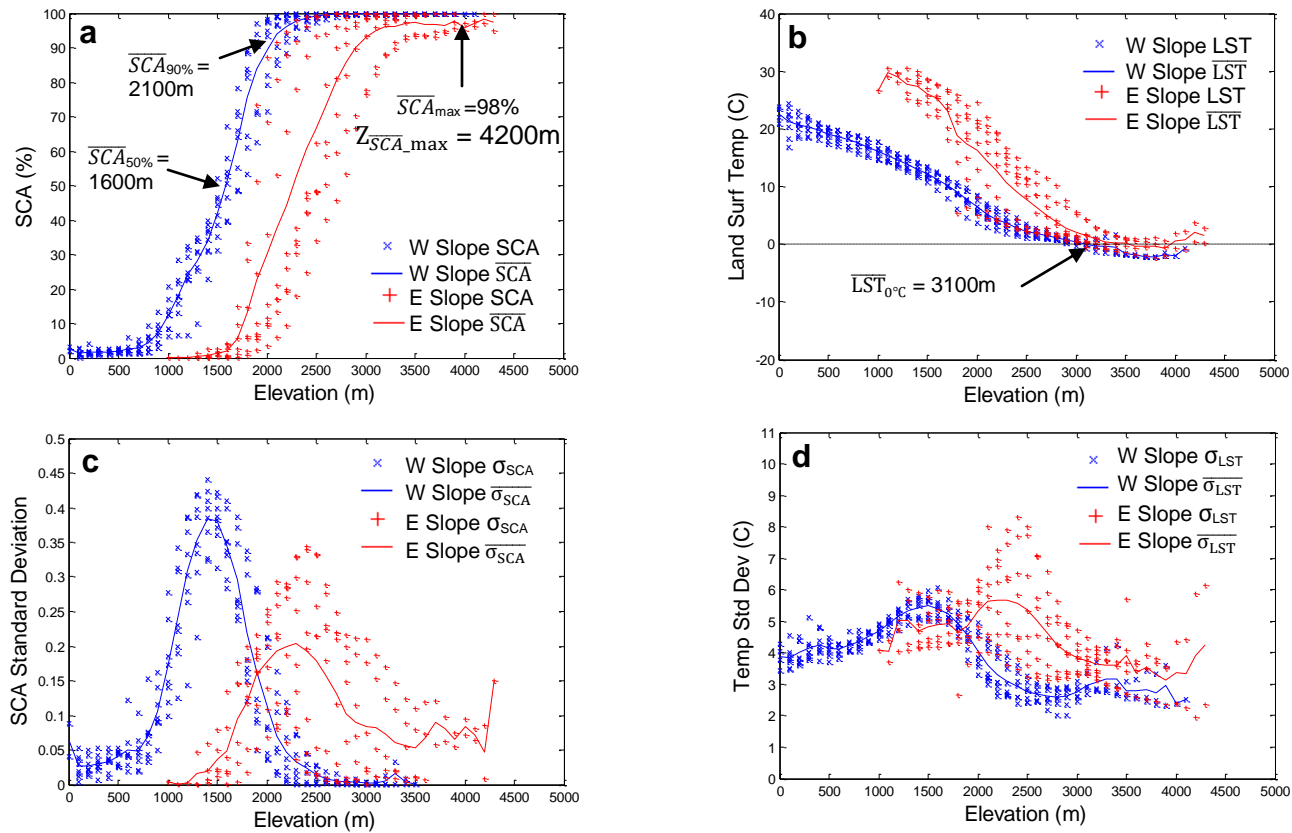 a
SCA90% =
2100m
SCAmax =98%
ZSCA_max = 4200m
SCA50% =
1600m
W Slope SCA
W Slope SCA
E Slope SCA
E Slope SCA
SCA (%)
100
90
80
70
60
50
40
30
20
10
0
0 500 1000 1500 2000 2500 3000 3500 4000 4500 5000
Elevation (m)
b
W Slope LST
W Slope LST
E Slope LST
E Slope LST
LST0°C = 3100m
Land Surf Temp (C)
40
30
20
10
0
-10
-20
0 500 1000 1500 2000 2500 3000 3500 4000 4500 5000
Elevation (m)
c
W Slope σSCA
W Slope σSCA
E Slope σSCA
E Slope σSCA
SCA Standard Deviation
0.5
0.45
0.4
0.35
0.3
0.25
0.2
0.15
0.1
0.05
0
0 500 1000 1500 2000 2500 3000 3500 4000 4500 5000
Elevation (m)
d
W Slope σLST
W Slope σLST
E Slope σLST
E Slope σLST
Temp Std Dev (C)
11
10
9
8
7
6
5
4
3
2
1
0
0 500 1000 1500 2000 2500 3000 3500 4000 4500 5000
Elevation (m)